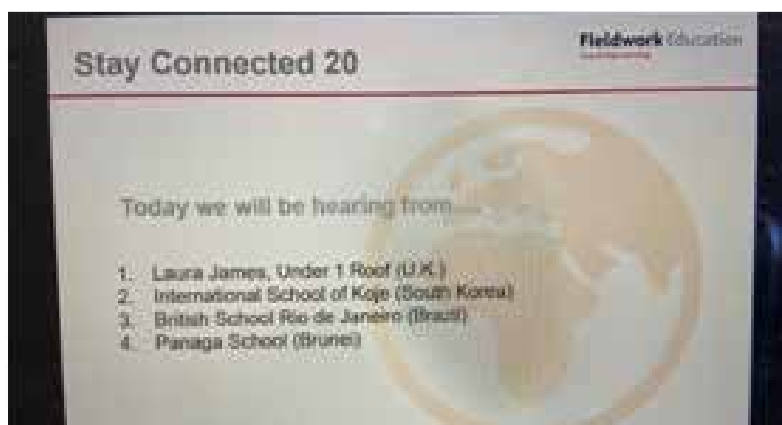 Stay Connected 20
Fieldwork Education
Today we will be hearing from....
1. Laura James, Under 1 Roof (U.K.)
2. International School of Koje (South Korea)
3. British School Rio de Janeiro (Brazil)
4. Panaga School (Brunei)